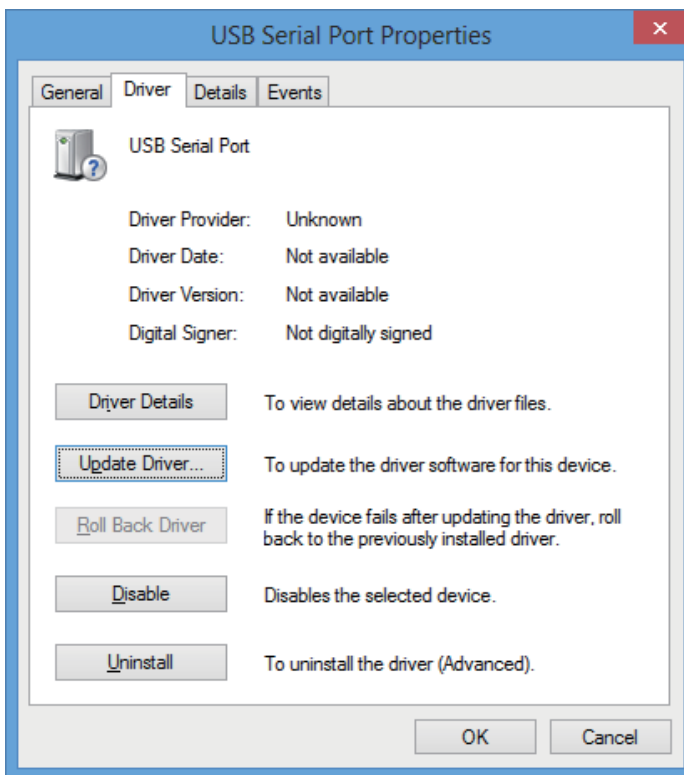 USB Serial Port Properties
General Driver Details Events
USB Serial Port
Driver Provider: Unknown
Driver Date: Not available
Driver Version: Not available
Digital Signer: Not digitally signed
Driver Details To view details about the driver files.
Update Driver... To update the driver software for this device.
Roll Back Driver If the device fails after updating the driver, roll
back to the previously installed driver.
Disable Disables the selected device.
Uninstall To uninstall the driver (Advanced).
OK Cancel